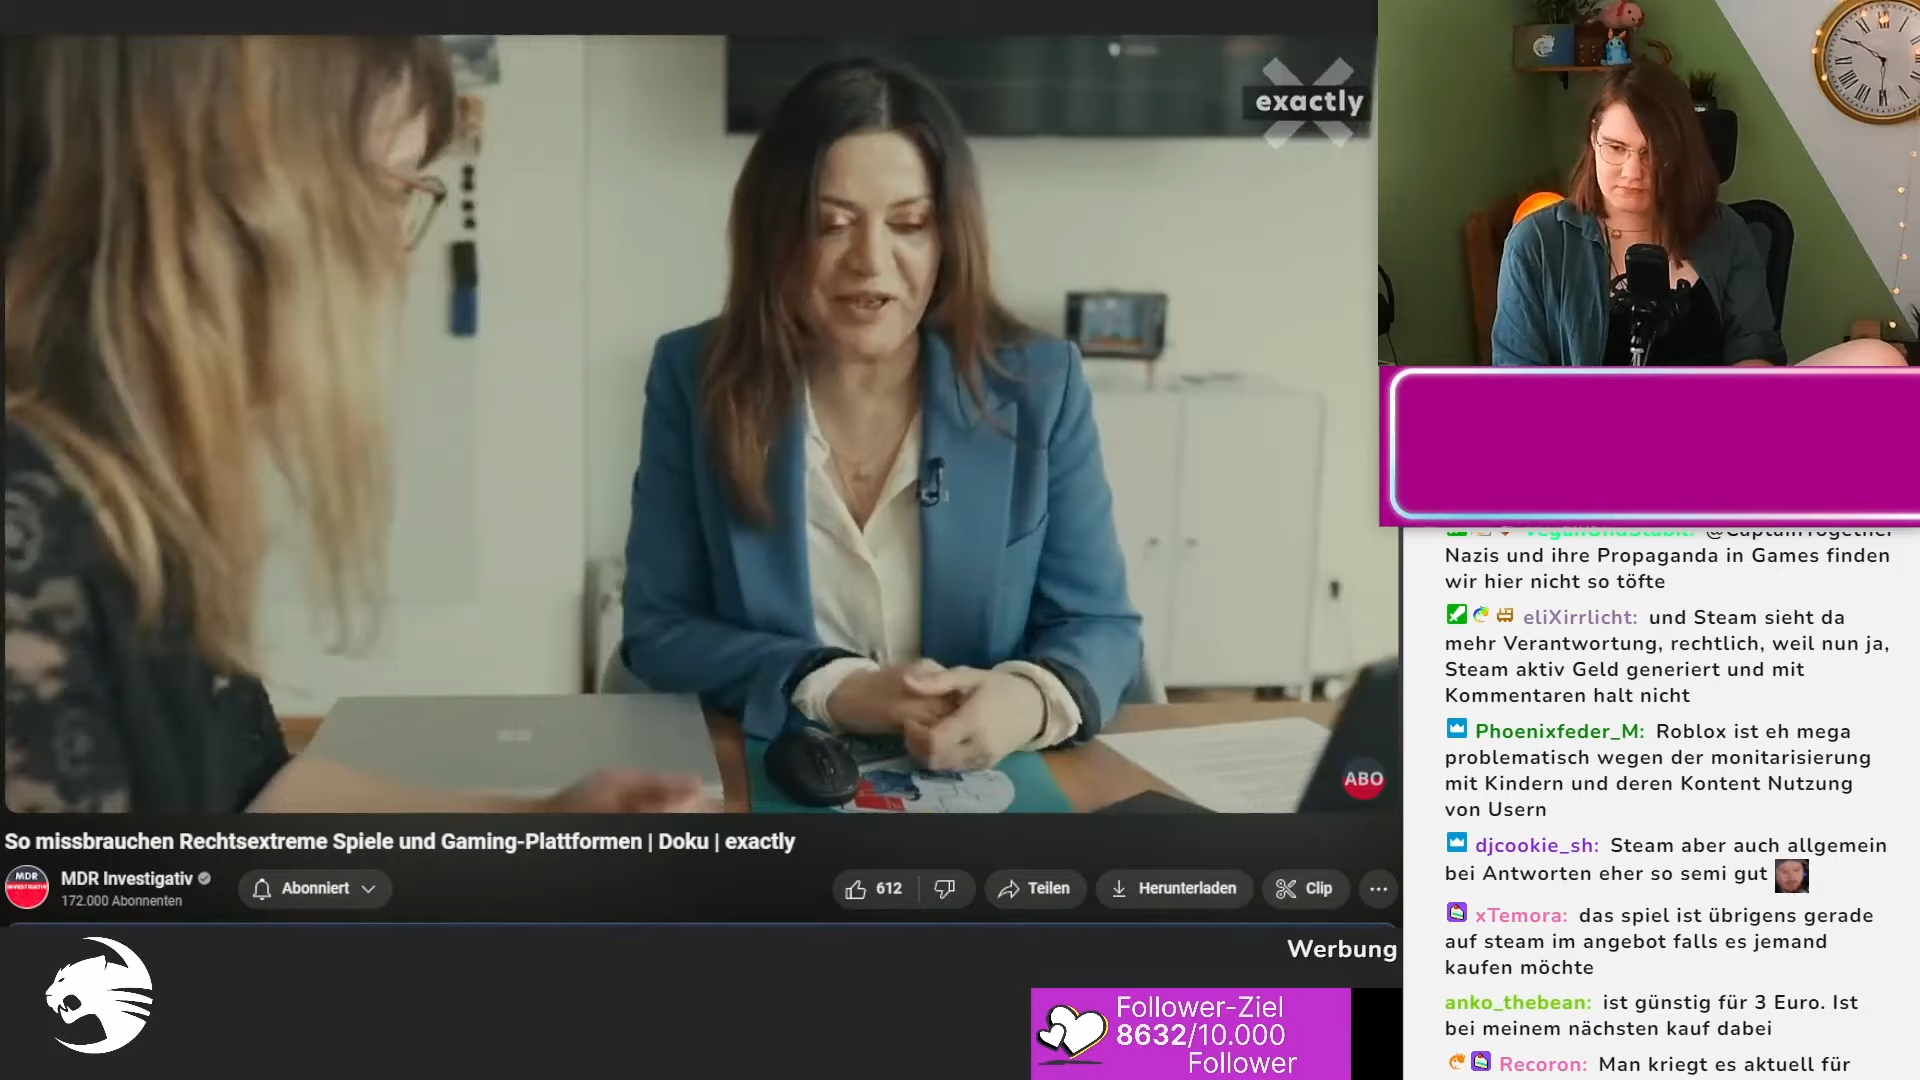 exactly
ABO
So missbrauchen Rechtsextreme Spiele und Gaming-Plattformen | Doku | exactly
MDR
INVESTIGATIV
MDR Investigativ
172.000 Abonnenten
Abonniert
612
Teilen
Herunterladen
Clip
Werbung
Follower-Ziel
8632/10.000
Follower
VeganUndStabil: @CaptainTogether
Nazis und ihre Propaganda in Games finden
wir hier nicht so töfte
eliXirrlicht: und Steam sieht da
mehr Verantwortung, rechtlich, weil nun ja,
Steam aktiv Geld generiert und mit
Kommentaren halt nicht
Phoenixfeder_M: Roblox ist eh mega
problematisch wegen der monitarisierung
mit Kindern und deren Kontent Nutzung
von Usern
djcookie_sh: Steam aber auch allgemein
bei Antworten eher so semi gut
xTemora: das spiel ist übrigens gerade
auf steam im angebot falls es jemand
kaufen möchte
anko_thebean: ist günstig für 3 Euro. Ist
bei meinem nächsten kauf dabei
Recoron: Man kriegt es aktuell für